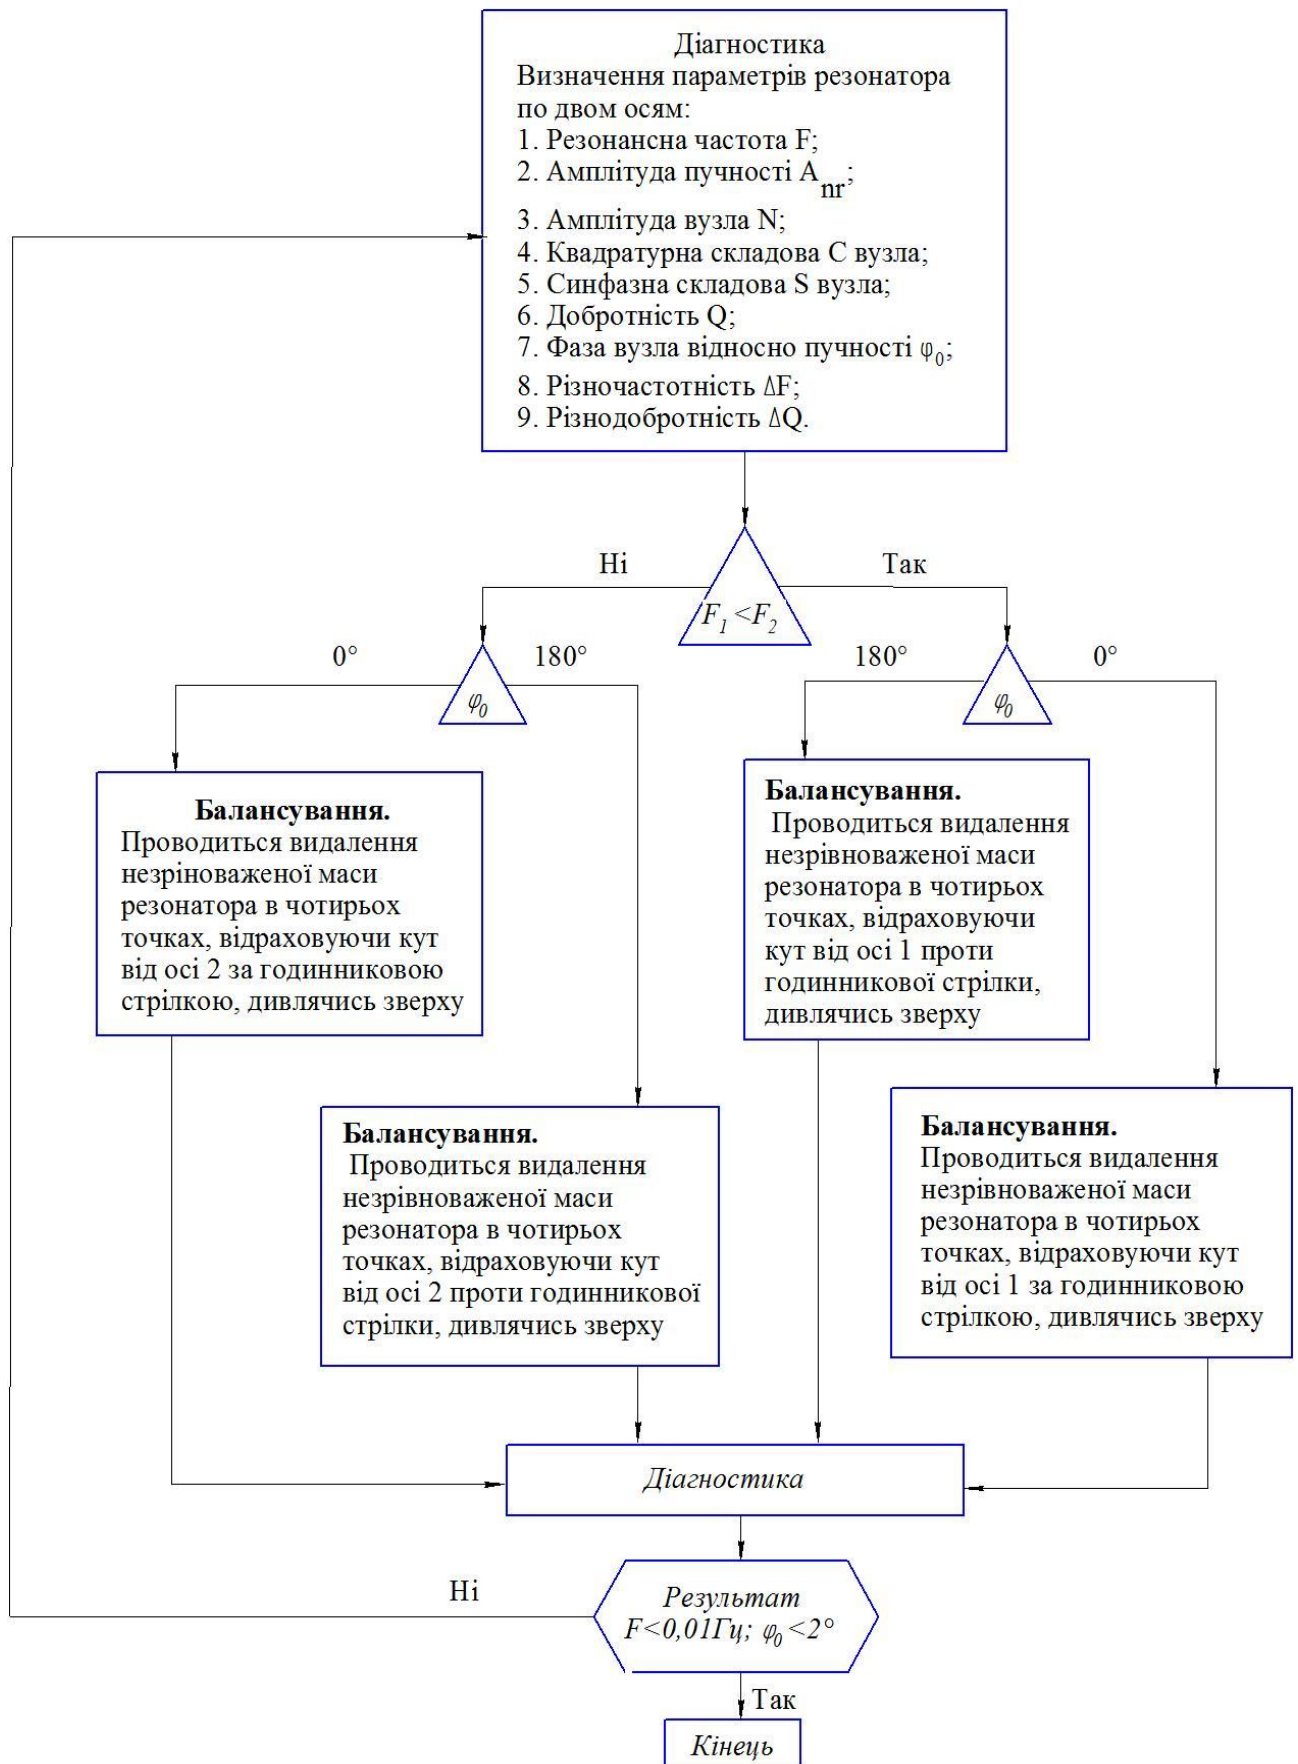 Діагностика
Визначення параметрів резонатора
по двом осям:
1. Резонансна частота F;
2. Амплітуда пучності A_nr;
3. Амплітуда вузла N;
4. Квадратурна складова C вузла;
5. Синфазна складова S вузла;
6. Добротність Q;
7. Фаза вузла відносно пучності φ₀;
8. Різночастотність ΔF;
9. Різнодобротність ΔQ.
Ні
Так
F₁<F₂
0°
180°
φ₀
180°
0°
φ₀
Балансування.
Проводиться видалення
незріноваженої маси
резонатора в чотирьох
точках, відраховуючи кут
від осі 2 за годинниковою
стрілкою, дивлячись зверху
Балансування.
Проводиться видалення
незрівноваженої маси
резонатора в чотирьох
точках, відраховуючи
кут від осі 1 проти
годинникової стрілки,
дивлячись зверху
Балансування.
Проводиться видалення
незрівноваженої маси
резонатора в чотирьох
точках, відраховуючи кут
від осі 2 проти годинникової
стрілки, дивлячись зверху
Балансування.
Проводиться видалення
незрівноваженої маси
резонатора в чотирьох
точках, відраховуючи кут
від осі 1 за годинниковою
стрілкою, дивлячись зверху
Діагностика
Ні
Результат
F<0,01Гц; φ₀<2°
Так
Кінець